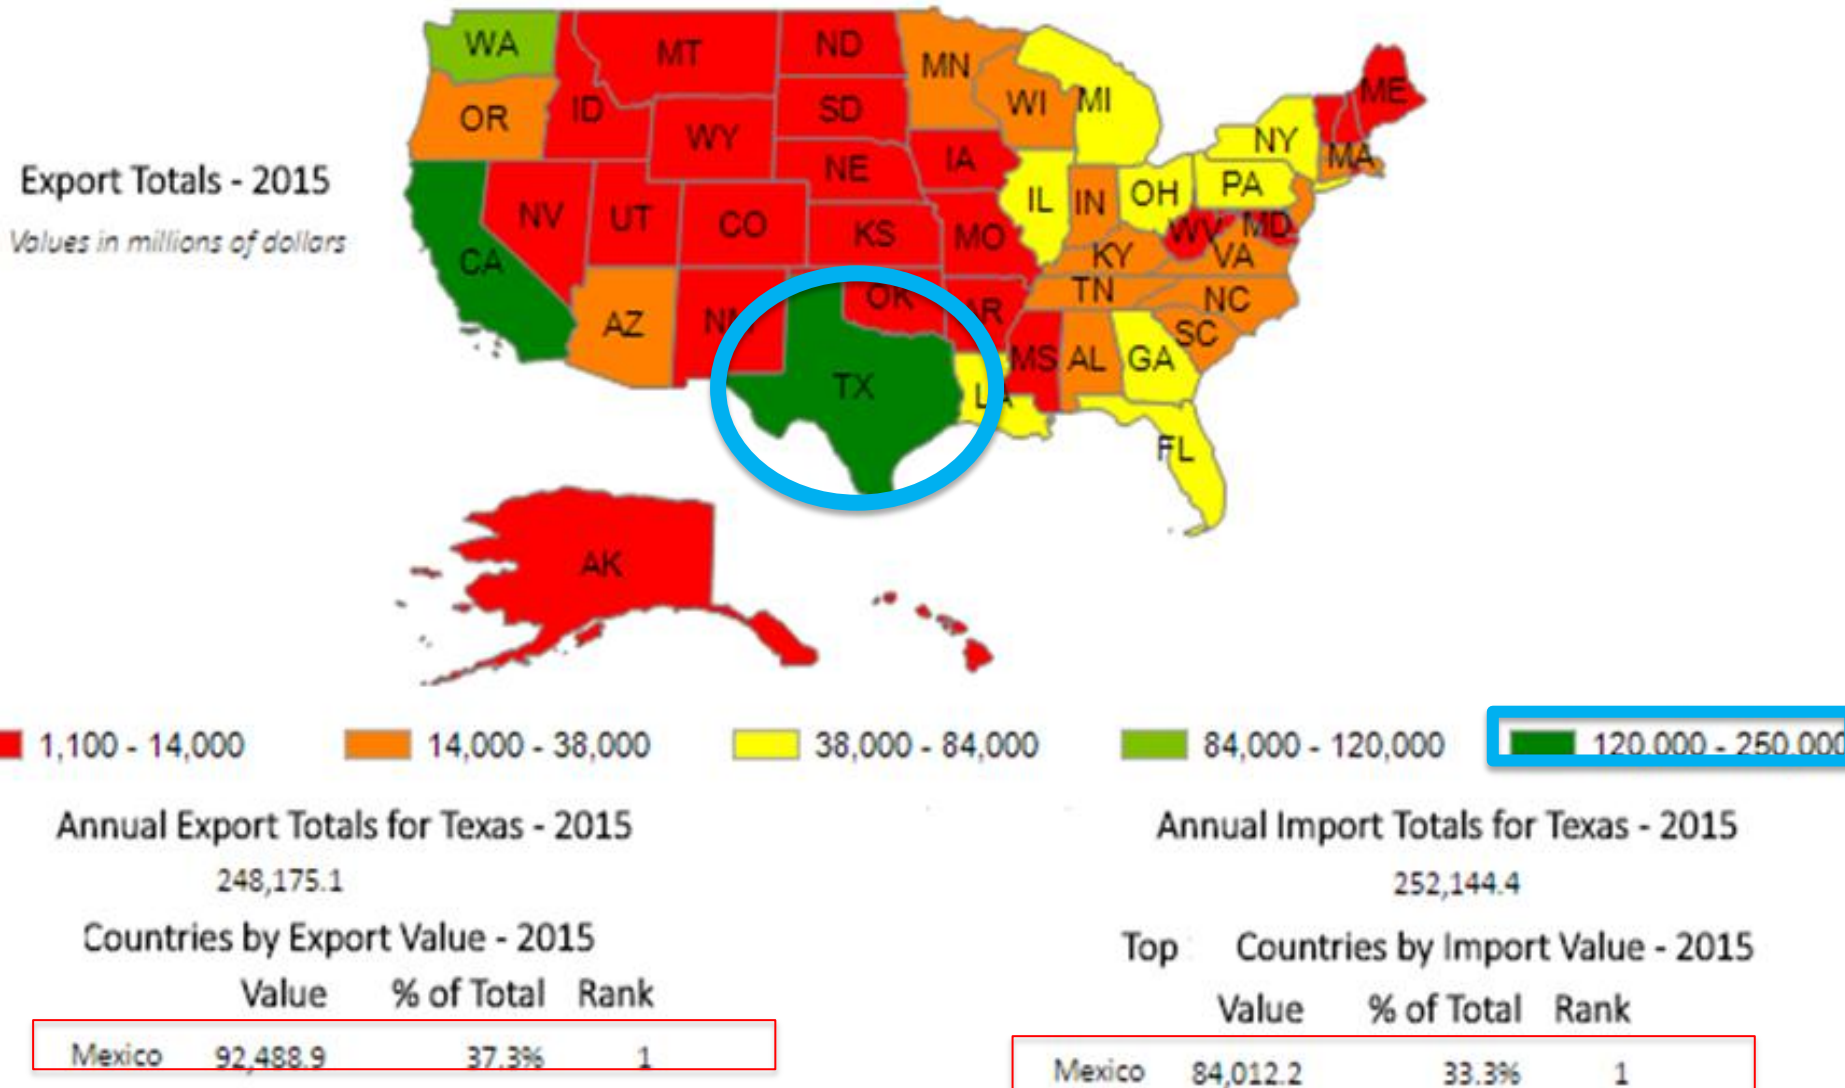 WA
MT
ND
MN
ME
OR
ID
SD
WI
MI
WY
NY
MA
NE
IA
PA
OH
IL
IN
NV
UT
CO
KS
MO
WV
MD
KY
VA
CA
TN
NC
OK
AR
AZ
NM
SC
MS
AL
GA
TX
LA
FL
AK
Export Totals - 2015
Values in millions of dollars
1,100 - 14,000 14,000 - 38,000 38,000 - 84,000 84,000 - 120,000 120,000 - 250,000
Annual Export Totals for Texas - 2015
248,175.1
Countries by Export Value - 2015
Value % of Total Rank
Mexico 92,488.9 37.3% 1
Annual Import Totals for Texas - 2015
252,144.4
Top Countries by Import Value - 2015
Value % of Total Rank
Mexico 84,012.2 33.3% 1